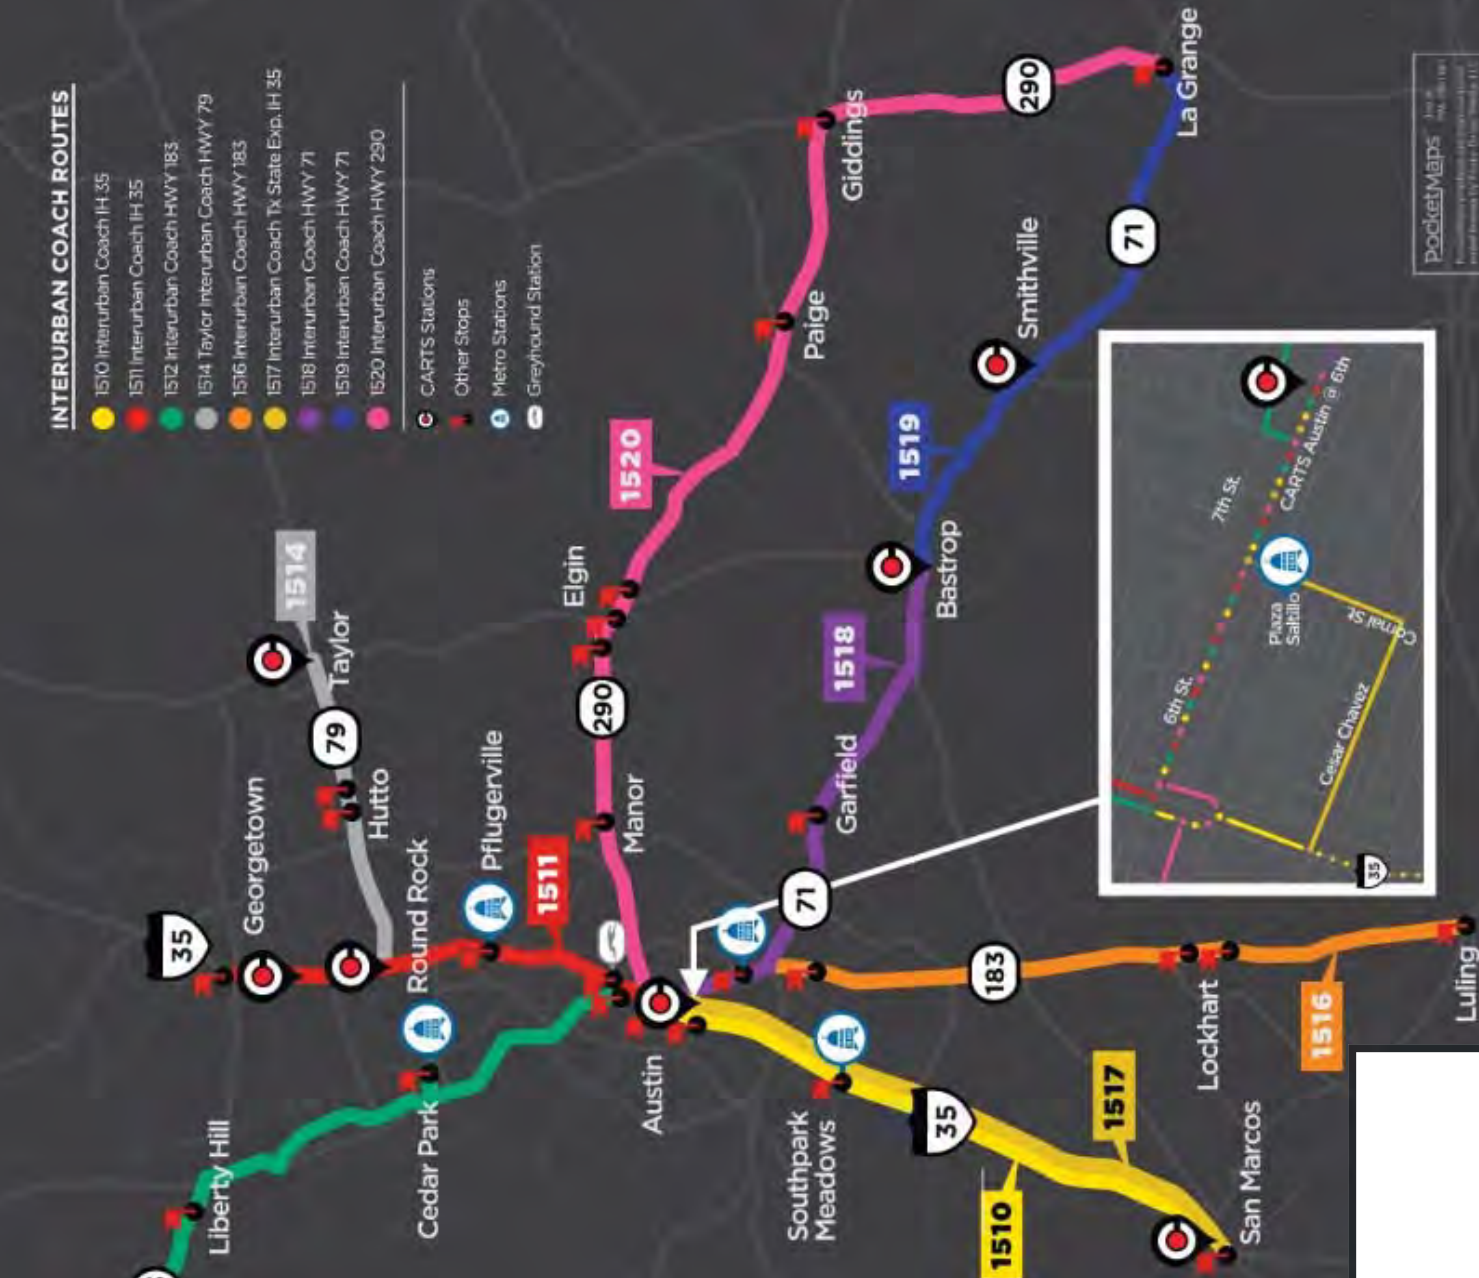 INTERURBAN COACH ROUTES
1510 Interurban Coach IH 35
1511 Interurban Coach IH 35
1512 Interurban Coach HWY 183
1514 Taylor Interurban Coach HWY 79
1516 Interurban Coach HWY 183
1517 Interurban Coach Tx State Exp. IH 35
1518 Interurban Coach HWY 71
1519 Interurban Coach HWY 71
1520 Interurban Coach HWY 290
CARTS Stations
Other Stops
Metro Stations
Greyhound Station
35
Georgetown
1514
Taylor
79
Hutto
Round Rock
Pflugerville
1511
Liberty Hill
Cedar Park
Austin
Manor
290
Elgin
1520
Paige
Giddings
290
La Grange
71
Smithville
1519
Bastrop
1518
Garfield
71
183
Lockhart
1516
Luling
Southpark
Meadows
35
1510
1517
San Marcos
6th St.
7th St.
CARTS Austin @ 6th
Plaza
Saltillo
Comal St.
Cesar Chavez
35
PocketMaps